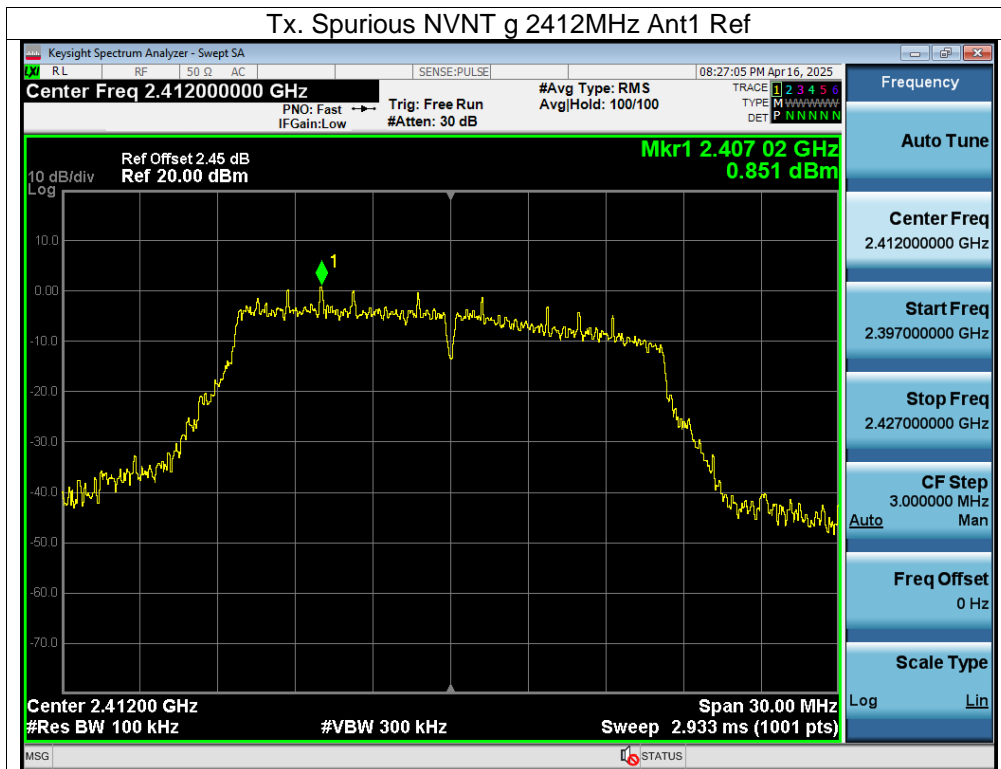 Tx. Spurious NVNT g 2412MHz Ant1 Ref
Keysight Spectrum Analyzer - Swept SA
LXI RL RF 50 Ω AC SENSE:PULSE 08:27:05 PM Apr 16, 2025
Center Freq 2.412000000 GHz
PNO: Fast
IFGain:Low
Trig: Free Run
#Atten: 30 dB
#Avg Type: RMS
Avg|Hold: 100/100
TRACE 1 2 3 4 5 6
TYPE M WWWWW
DET P N N N N N
Mkr1 2.407 02 GHz
0.851 dBm
Ref Offset 2.45 dB
10 dB/div Ref 20.00 dBm
Log
10.0
0.00
-10.0
-20.0
-30.0
-40.0
-50.0
-60.0
-70.0
1
Center 2.41200 GHz Span 30.00 MHz
#Res BW 100 kHz #VBW 300 kHz Sweep 2.933 ms (1001 pts)
MSG STATUS
Frequency
Auto Tune
Center Freq
2.412000000 GHz
Start Freq
2.397000000 GHz
Stop Freq
2.427000000 GHz
CF Step
3.000000 MHz
Auto Man
Freq Offset
0 Hz
Scale Type
Log Lin